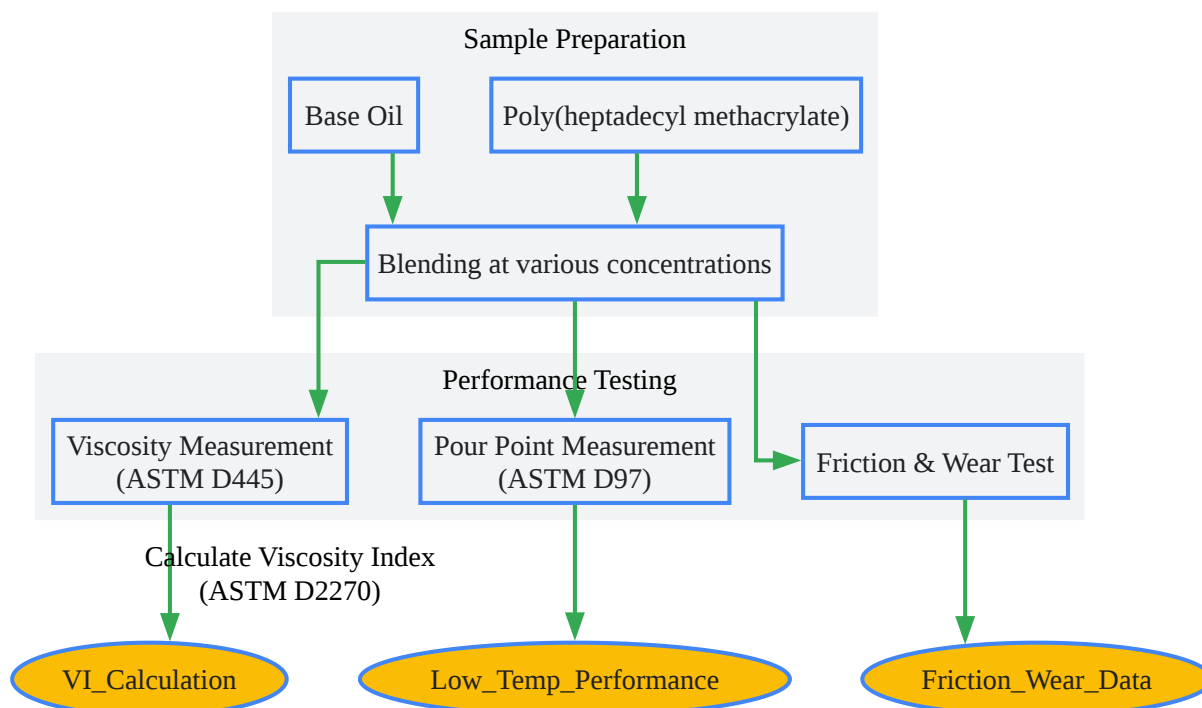 Sample Preparation
Base Oil
Poly(heptadecyl methacrylate)
Blending at various concentrations
Performance Testing
Viscosity Measurement
(ASTM D445)
Pour Point Measurement
(ASTM D97)
Friction & Wear Test
Calculate Viscosity Index
(ASTM D2270)
VI_Calculation
Low_Temp_Performance
Friction_Wear_Data